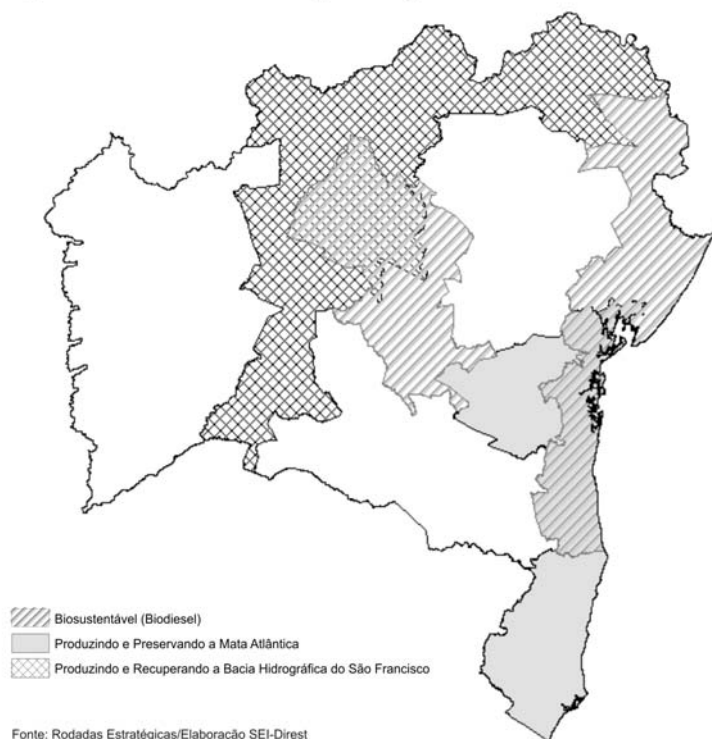 Biosustentável (Biodiesel)
Produzindo e Preservando a Mata Atlântica
Produzindo e Recuperando a Bacia Hidrográfica do São Francisco
Fonte: Rodadas Estratégicas/Elaboração SEI-Direst